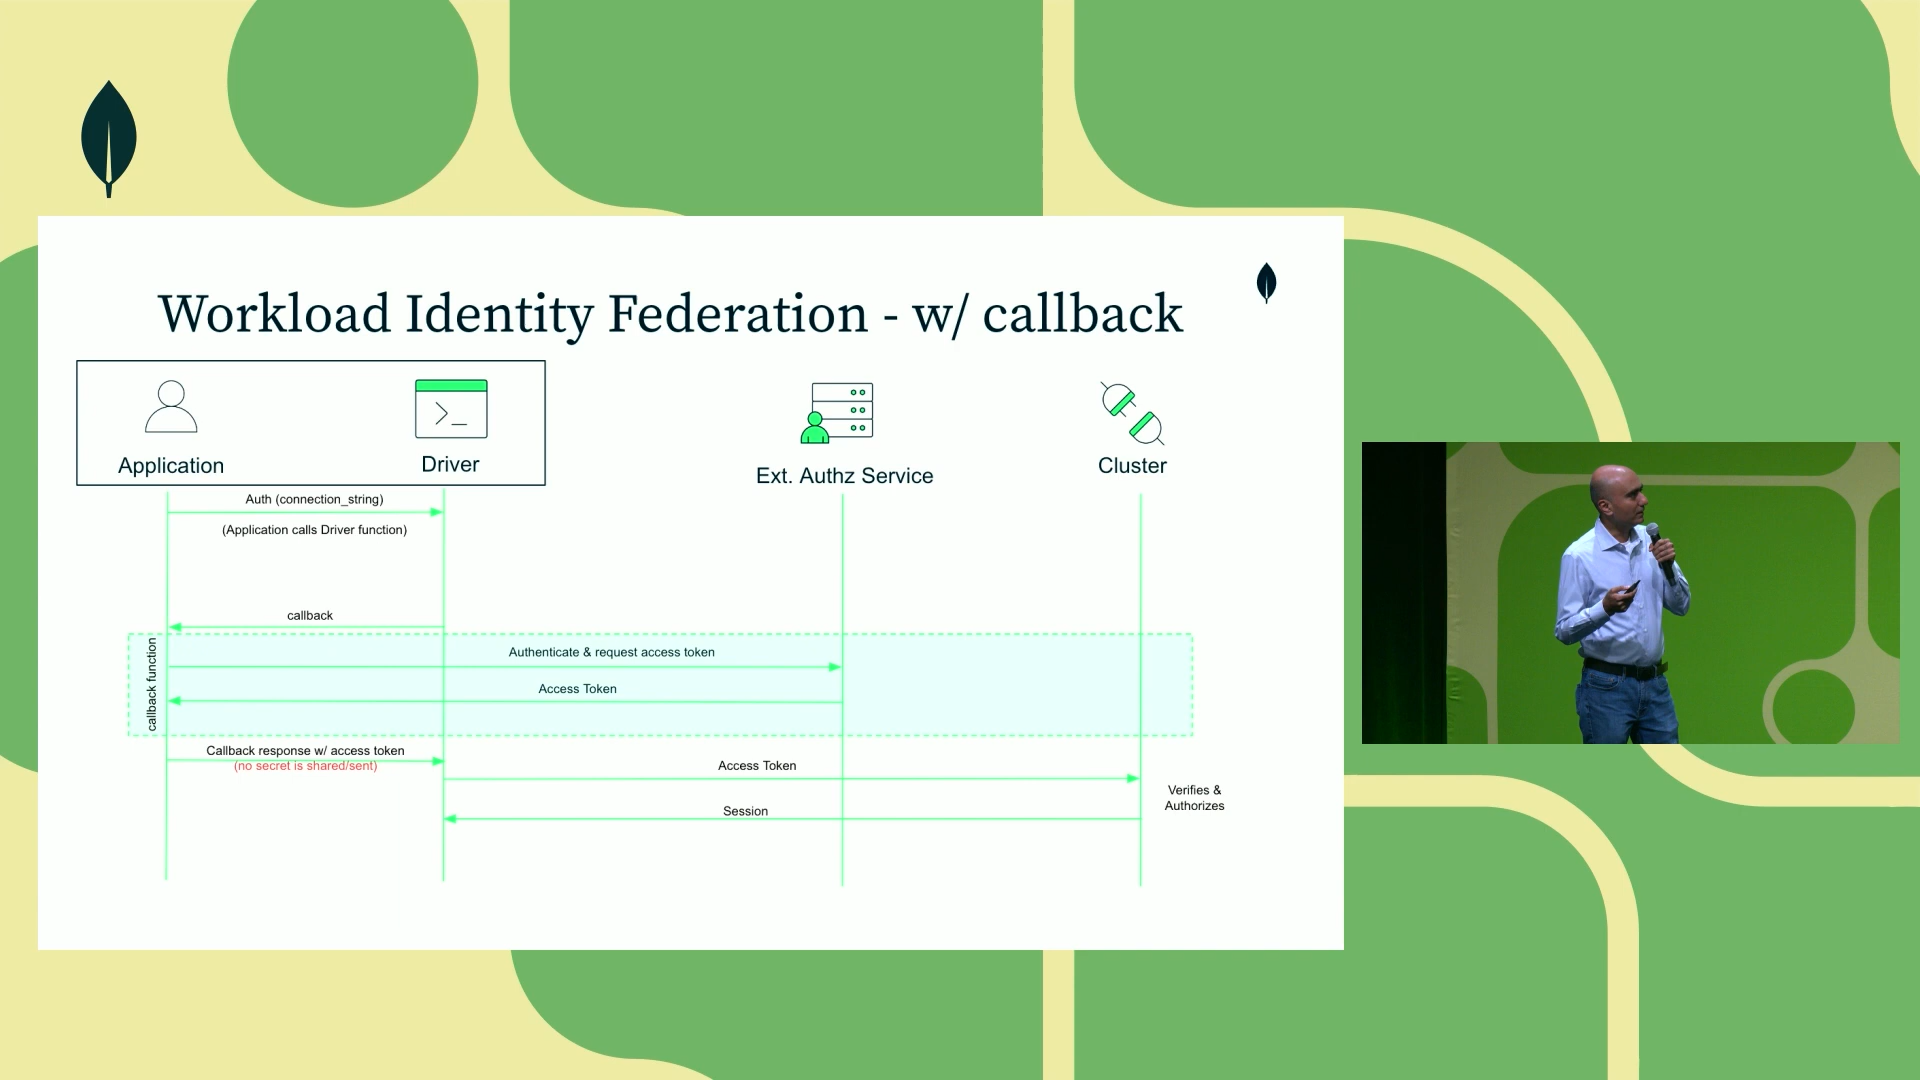 Workload Identity Federation - w/ callback
Application
Driver
Ext. Authz Service
Cluster
Auth (connection_string)
(Application calls Driver function)
callback
callback function
Authenticate & request access token
Access Token
Callback response w/ access token
(no secret is shared/sent)
Access Token
Verifies &
Authorizes
Session